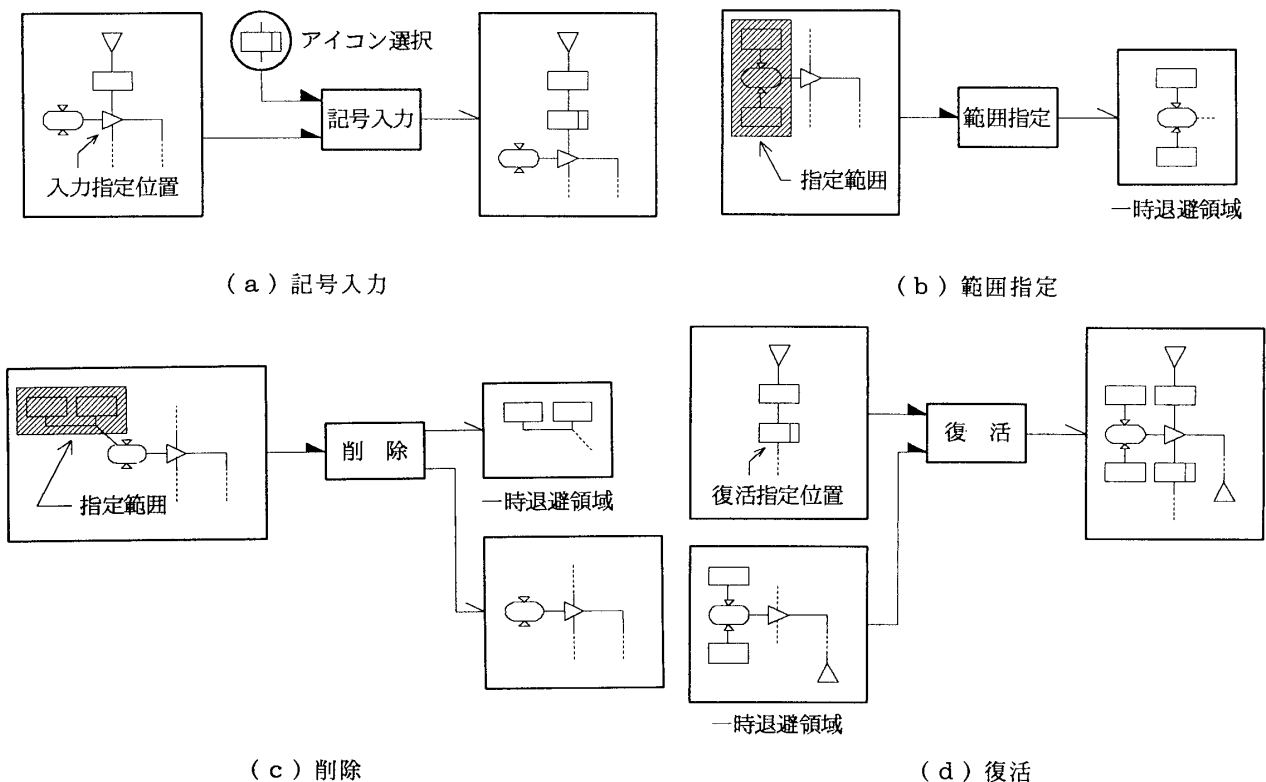 アイコン選択
記号入力
入力指定位置
(a)記号入力
範囲指定
指定範囲
一時退避領域
(b)範囲指定
指定範囲
削 除
一時退避領域
(c)削除
復活指定位置
復 活
一時退避領域
(d)復活